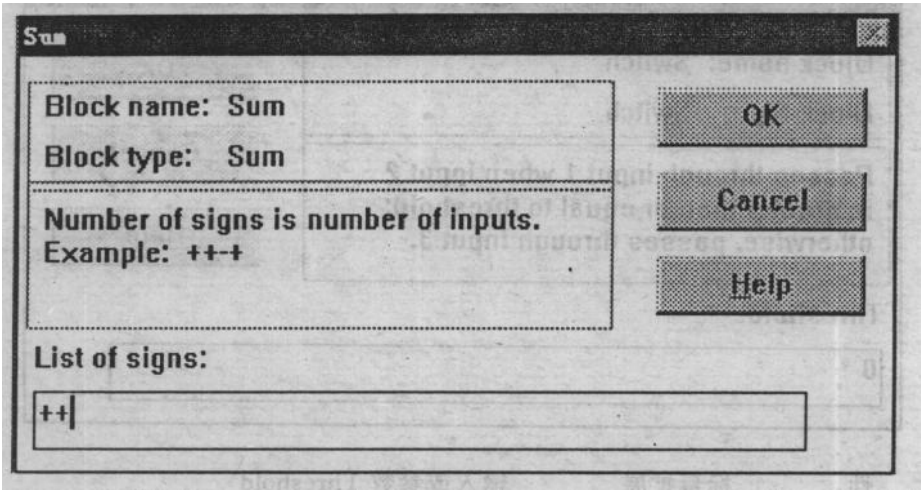 Sum
Block name: Sum
Block type: Sum
Number of signs is number of inputs.
Example: ++-+
List of signs:
++
OK
Cancel
Help